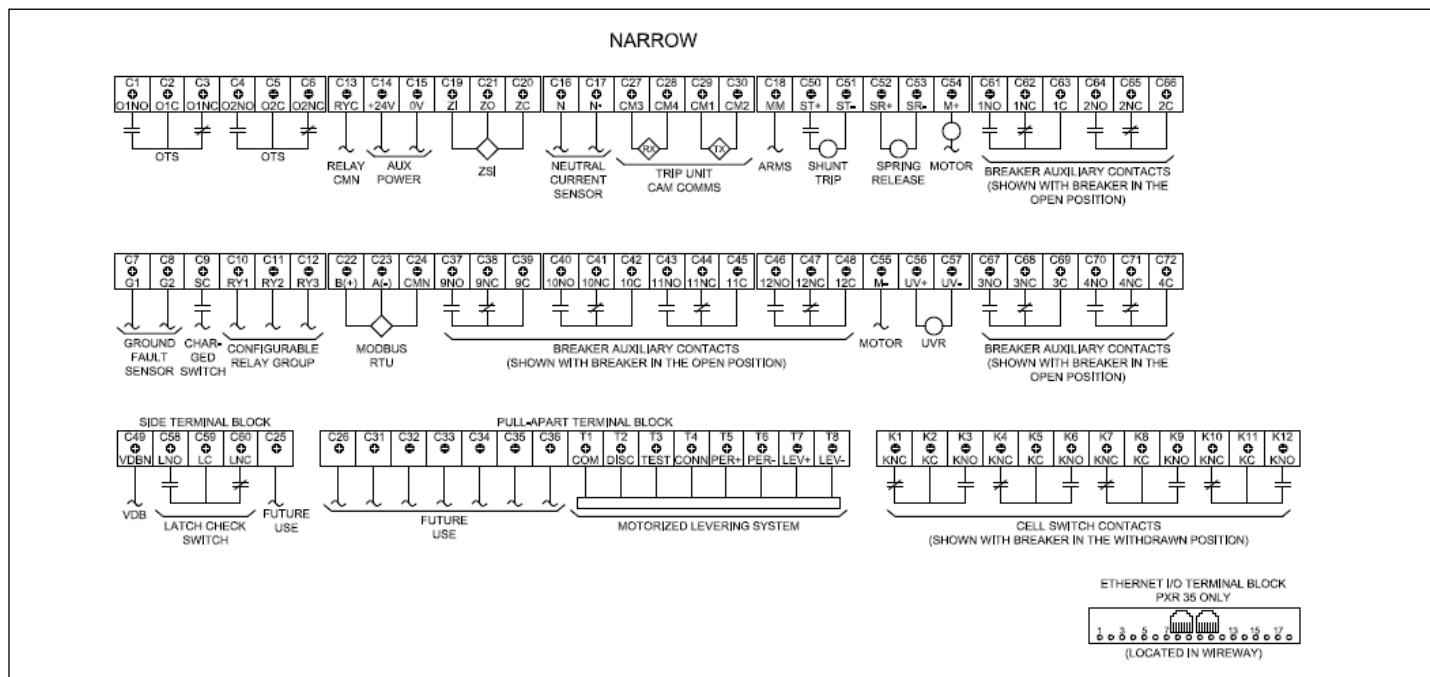 NARROW
C1 C2 C3 C4 C5 C6 C13 C14 C15 C19 C21 C20 C16 C17 C27 C28 C29 C30 C18 C50 C51 C52 C53 C54 C61 C62 C63 C64 C65 C66
O1NO O1C O1NC O2NO O2C O2NC RYC +24V 0V ZI ZO ZC N N• CM3 CM4 CM1 CM2 MM ST+ ST- SR+ SR- M+ 1NO 1NC 1C 2NO 2NC 2C
OTS
OTS
RELAY
CMN
AUX
POWER
ZSI
NEUTRAL
CURRENT
SENSOR
RX
TX
TRIP UNIT
CAM COMMS
ARMS
SHUNT
TRIP
SPRING
RELEASE
MOTOR
BREAKER AUXILIARY CONTACTS
(SHOWN WITH BREAKER IN THE
OPEN POSITION)
C7 C8 C9 C10 C11 C12 C22 C23 C24 C37 C38 C39 C40 C41 C42 C43 C44 C45 C46 C47 C48 C55 C56 C57 C67 C68 C69 C70 C71 C72
G1 G2 SC RY1 RY2 RY3 B(+) A(-) CMN 9NO 9NC 9C 10NO 10NC 10C 11NO 11NC 11C 12NO 12NC 12C M- UV+ UV- 3NO 3NC 3C 4NO 4NC 4C
GROUND
FAULT
SENSOR
CHAR-
GED
SWITCH
CONFIGURABLE
RELAY GROUP
MODBUS
RTU
BREAKER AUXILIARY CONTACTS
(SHOWN WITH BREAKER IN THE OPEN POSITION)
MOTOR
UVR
BREAKER AUXILIARY CONTACTS
(SHOWN WITH BREAKER IN THE
OPEN POSITION)
SIDE TERMINAL BLOCK
C49 C58 C59 C60 C25
VDBN LNO LC LNC
VDB
LATCH CHECK
SWITCH
FUTURE
USE
PULL-APART TERMINAL BLOCK
C26 C31 C32 C33 C34 C35 C36 T1 T2 T3 T4 T5 T6 T7 T8
COM DISC TEST CONN PER+ PER- LEV+ LEV-
FUTURE
USE
MOTORIZED LEVERING SYSTEM
K1 K2 K3 K4 K5 K6 K7 K8 K9 K10 K11 K12
KNC KC KNO KNC KC KNO KNC KC KNO KNC KC KNO
CELL SWITCH CONTACTS
(SHOWN WITH BREAKER IN THE WITHDRAWN POSITION)
ETHERNET I/O TERMINAL BLOCK
PXR 35 ONLY
1 3 5 7 13 15 17
(LOCATED IN WIREWAY)